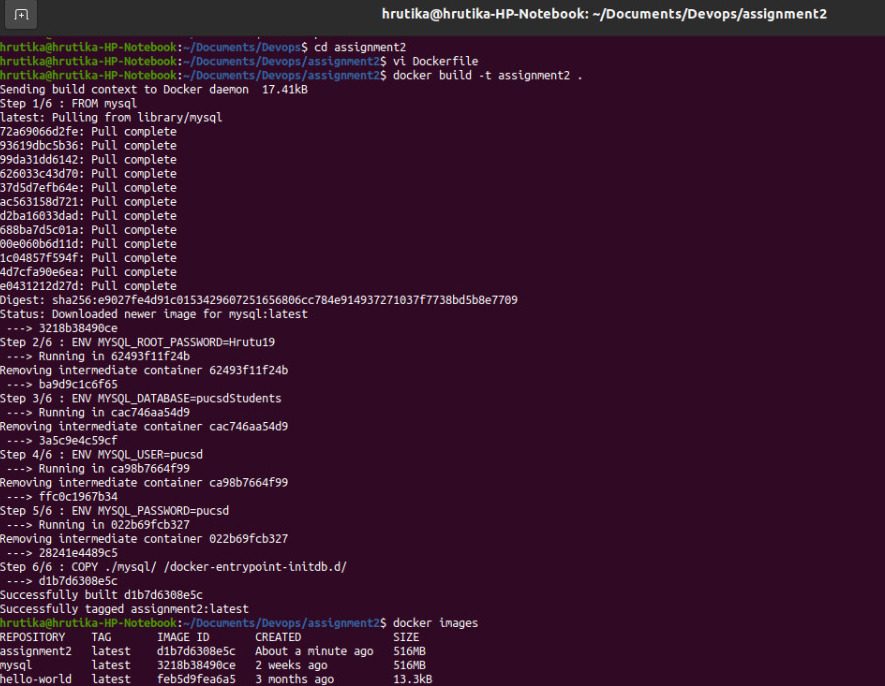 hrutika@hrutika-HP-Notebook: ~/Documents/Devops/assignment2
hrutika@hrutika-HP-Notebook:~/Documents/Devops$ cd assignment2
hrutika@hrutika-HP-Notebook:~/Documents/Devops/assignment2$ vi Dockerfile
hrutika@hrutika-HP-Notebook:~/Documents/Devops/assignment2$ docker build -t assignment2 .
Sending build context to Docker daemon  17.41kB
Step 1/6 : FROM mysql
latest: Pulling from library/mysql
72a69066d2fe: Pull complete
93619dbc5b36: Pull complete
99da31dd6142: Pull complete
626033c43d70: Pull complete
37d5d7efb64e: Pull complete
ac563158d721: Pull complete
d2ba16033dad: Pull complete
688ba7d5c01a: Pull complete
00e060b6d11d: Pull complete
1c04857f594f: Pull complete
4d7cfa90e6ea: Pull complete
e0431212d27d: Pull complete
Digest: sha256:e9027fe4d91c0153429607251656806cc784e914937271037f7738bd5b8e7709
Status: Downloaded newer image for mysql:latest
 ---> 3218b38490ce
Step 2/6 : ENV MYSQL_ROOT_PASSWORD=Hrutu19
 ---> Running in 62493f11f24b
Removing intermediate container 62493f11f24b
 ---> ba9d9c1c6f65
Step 3/6 : ENV MYSQL_DATABASE=pucsdStudents
 ---> Running in cac746aa54d9
Removing intermediate container cac746aa54d9
 ---> 3a5c9e4c59cf
Step 4/6 : ENV MYSQL_USER=pucsd
 ---> Running in ca98b7664f99
Removing intermediate container ca98b7664f99
 ---> ffc0c1967b34
Step 5/6 : ENV MYSQL_PASSWORD=pucsd
 ---> Running in 022b69fcb327
Removing intermediate container 022b69fcb327
 ---> 28241e4489c5
Step 6/6 : COPY ./mysql/ /docker-entrypoint-initdb.d/
 ---> d1b7d6308e5c
Successfully built d1b7d6308e5c
Successfully tagged assignment2:latest
hrutika@hrutika-HP-Notebook:~/Documents/Devops/assignment2$ docker images
REPOSITORY    TAG       IMAGE ID       CREATED              SIZE
assignment2   latest    d1b7d6308e5c   About a minute ago   516MB
mysql         latest    3218b38490ce   2 weeks ago          516MB
hello-world   latest    feb5d9fea6a5   3 months ago         13.3kB